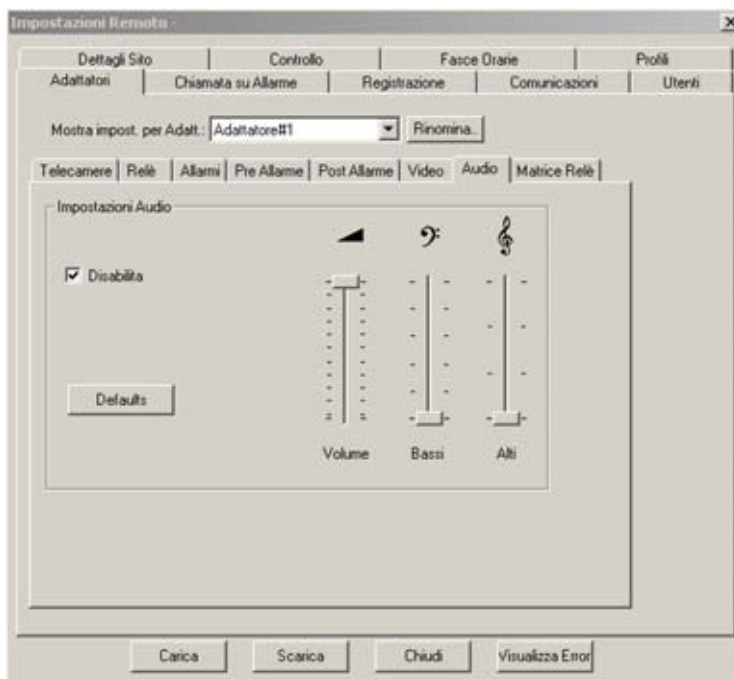 Impostazioni Remoto -
Dettagli Sito Controllo Fasce Orarie Profili
Adattatori Chiamata su Allarme Registrazione Comunicazioni Utenti
Mostra impost. per Adatt.: Adattatore#1 Rinomina..
Telecamere Relè Allarmi Pre Allarme Post Allarme Video Audio Matrice Relè
Impostazioni Audio
Disabilita
Defaults
Volume Bassi Alti
Carica Scarica Chiudi Visualizza Error